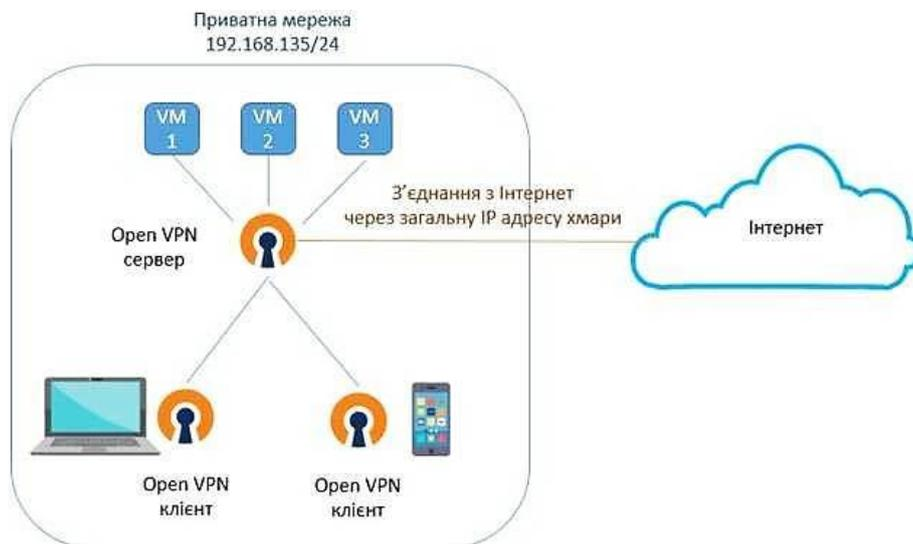 Приватна мережа
192.168.135/24
VM
1
VM
2
VM
3
З’єднання з Інтернет
через загальну IP адресу хмари
Інтернет
Open VPN
сервер
Open VPN
клієнт
Open VPN
клієнт